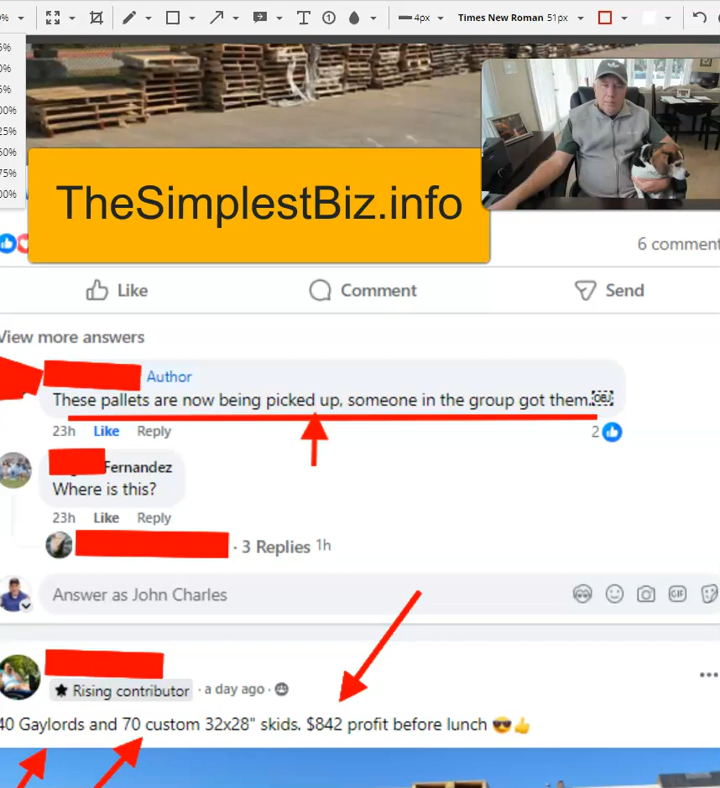 4px
Times New Roman 51px
TheSimplestBiz.info
6 comment
Like
Comment
Send
View more answers
Author
These pallets are now being picked up, someone in the group got them.OBJ
23h Like Reply
2
Fernandez
Where is this?
23h Like Reply
· 3 Replies 1h
Answer as John Charles
GIF
Rising contributor · a day ago ·
40 Gaylords and 70 custom 32x28" skids. $842 profit before lunch 😎👍